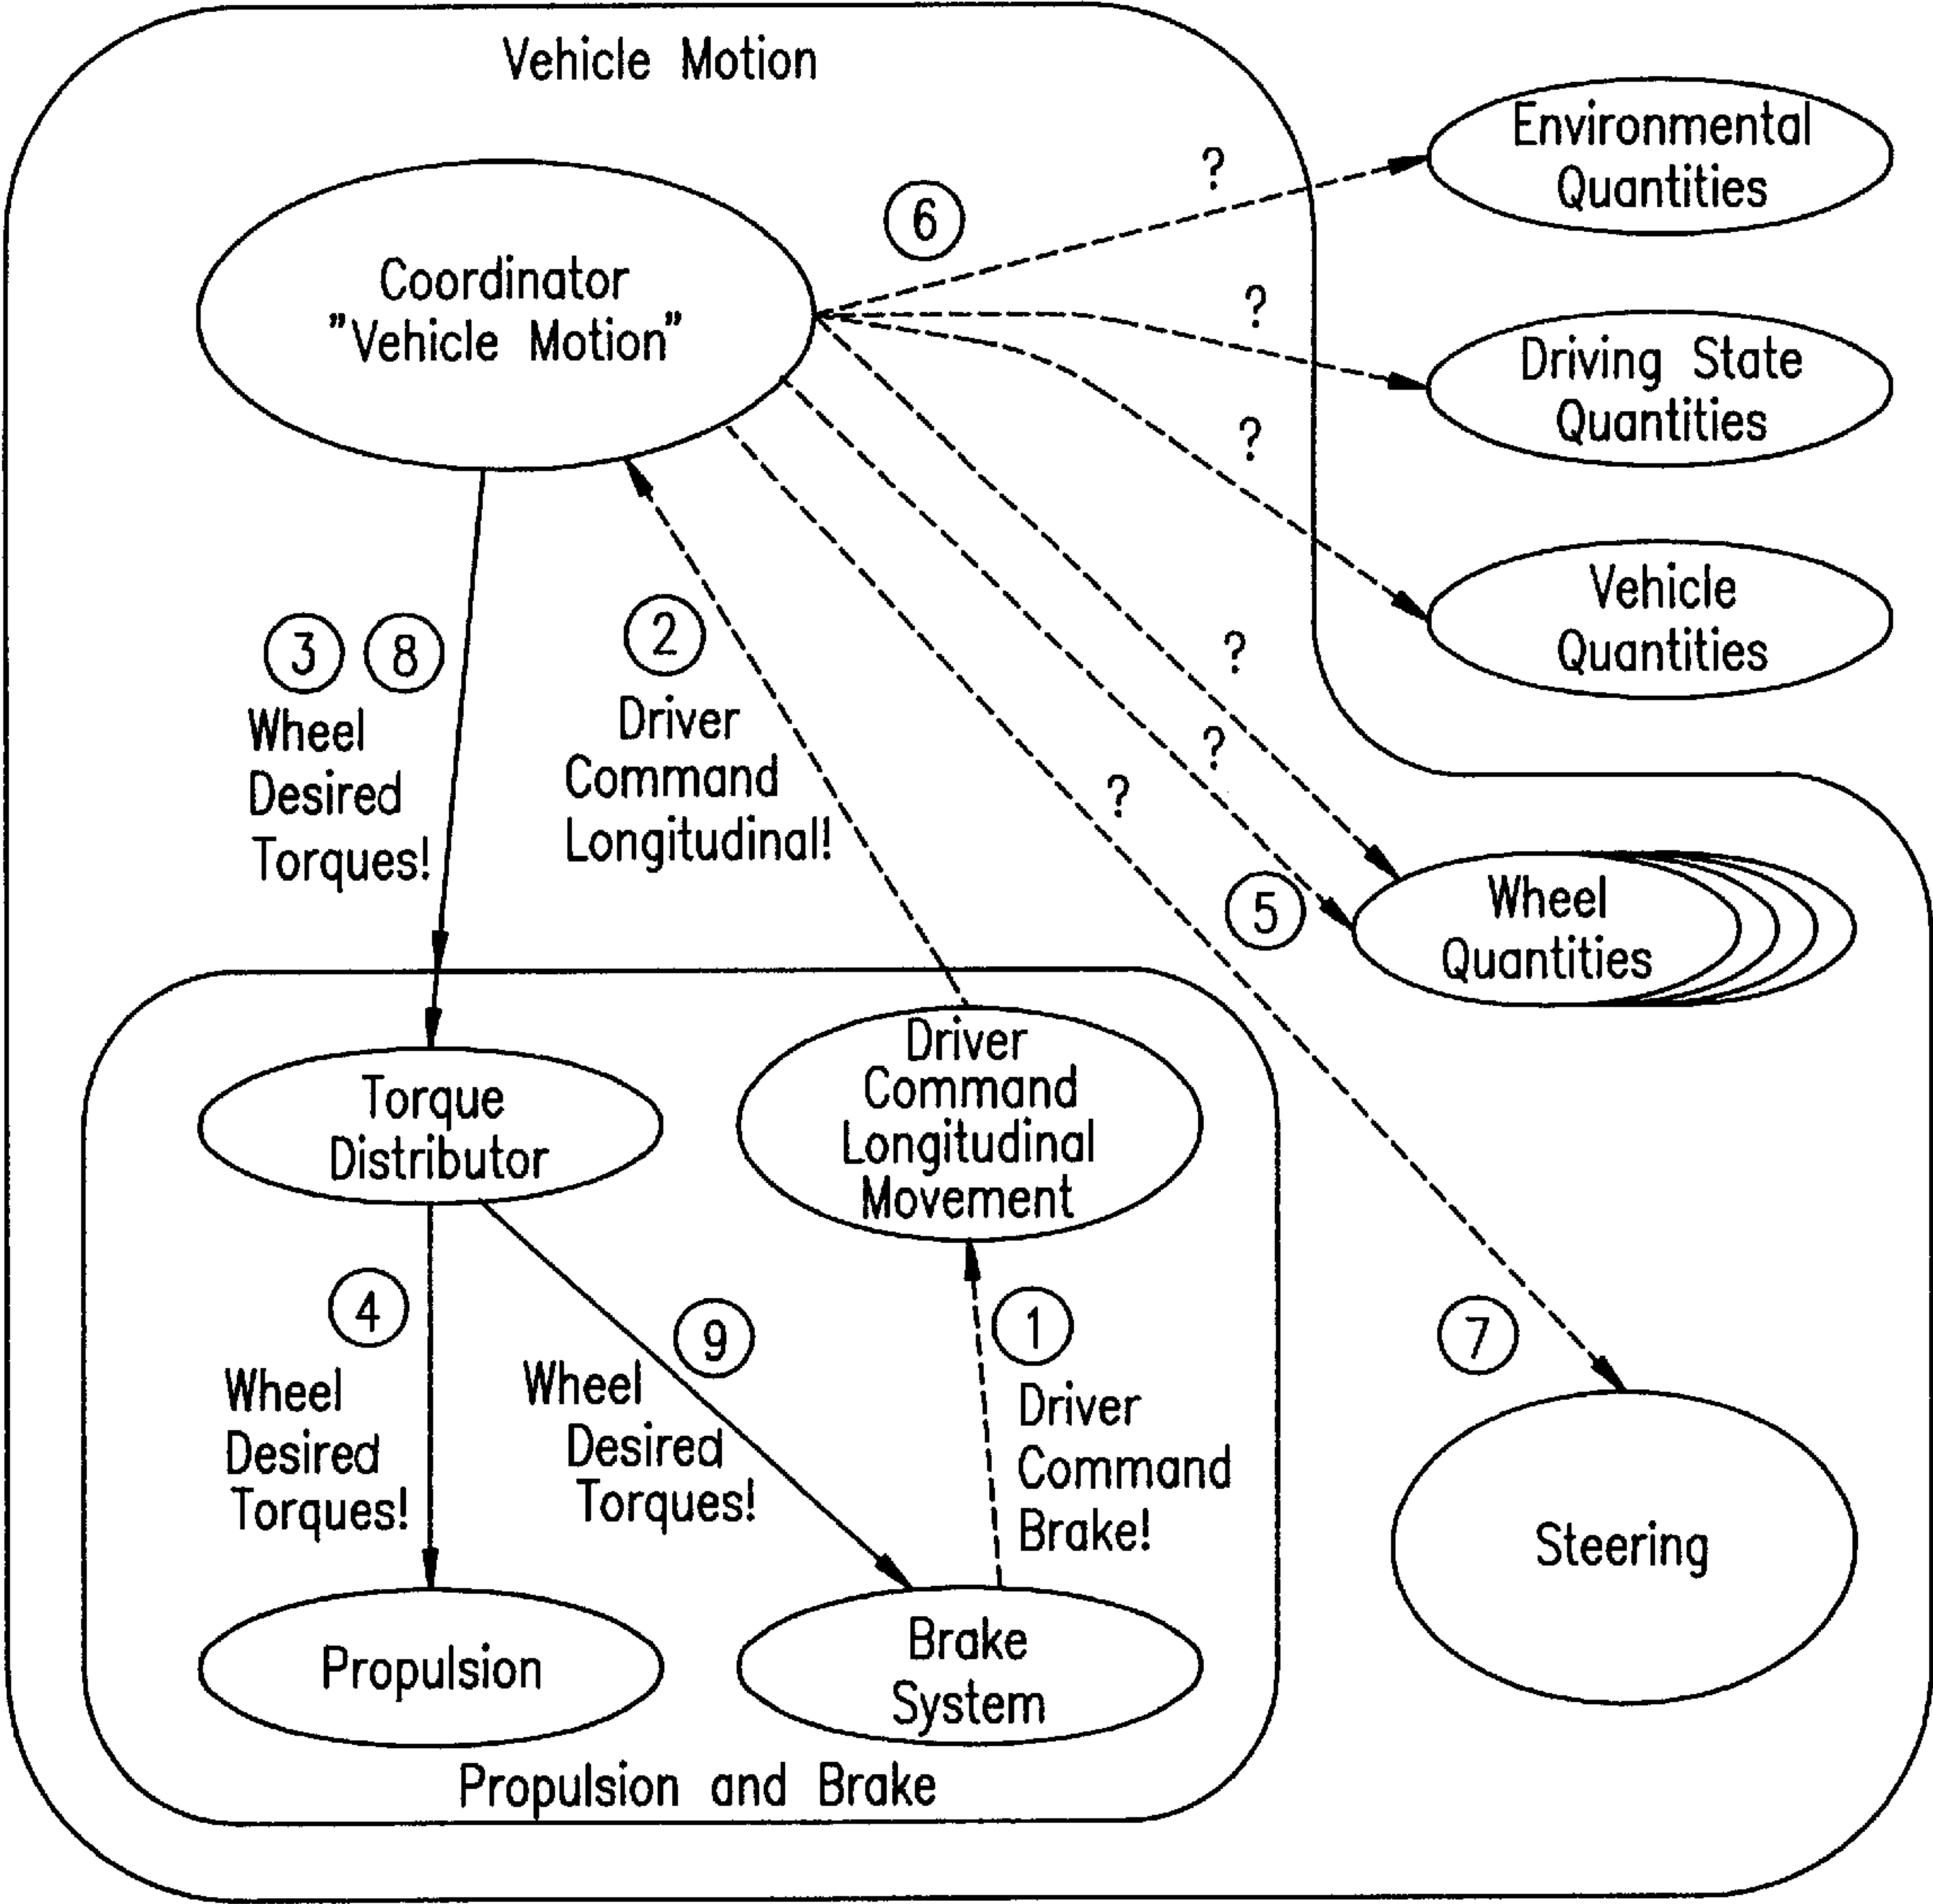 Vehicle Motion
Environmental
Quantities
?
6
Coordinator
"Vehicle Motion"
?
Driving State
Quantities
?
Vehicle
Quantities
3 8
Wheel
Desired
Torques!
2
Driver
Command
Longitudinal!
?
?
?
5
Wheel
Quantities
Torque
Distributor
Driver
Command
Longitudinal
Movement
4
Wheel
Desired
Torques!
9
Wheel
Desired
Torques!
1
Driver
Command
Brake!
7
Steering
Propulsion
Brake
System
Propulsion and Brake